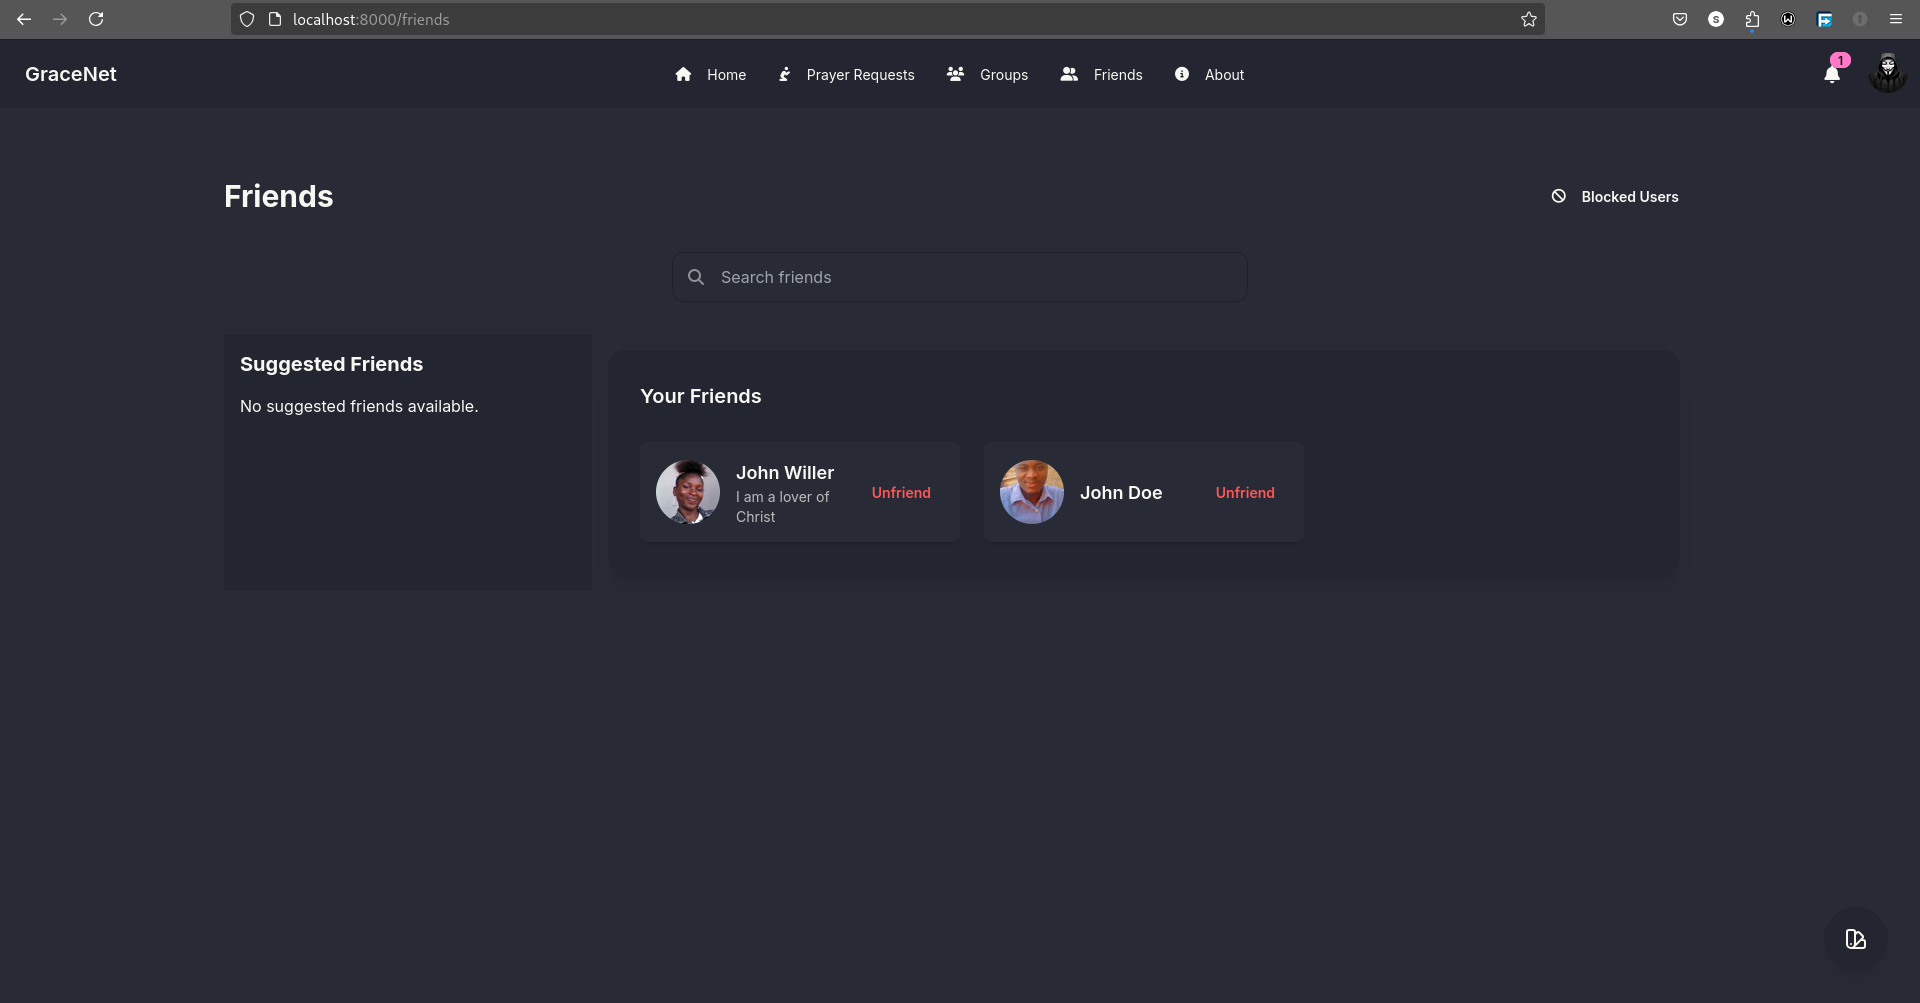 localhost:8000/friends
S
GraceNet
Home
Prayer Requests
Groups
Friends
About
1
Friends
Blocked Users
Search friends
Suggested Friends
No suggested friends available.
Your Friends
John Willer
I am a lover of
Christ
Unfriend
John Doe
Unfriend